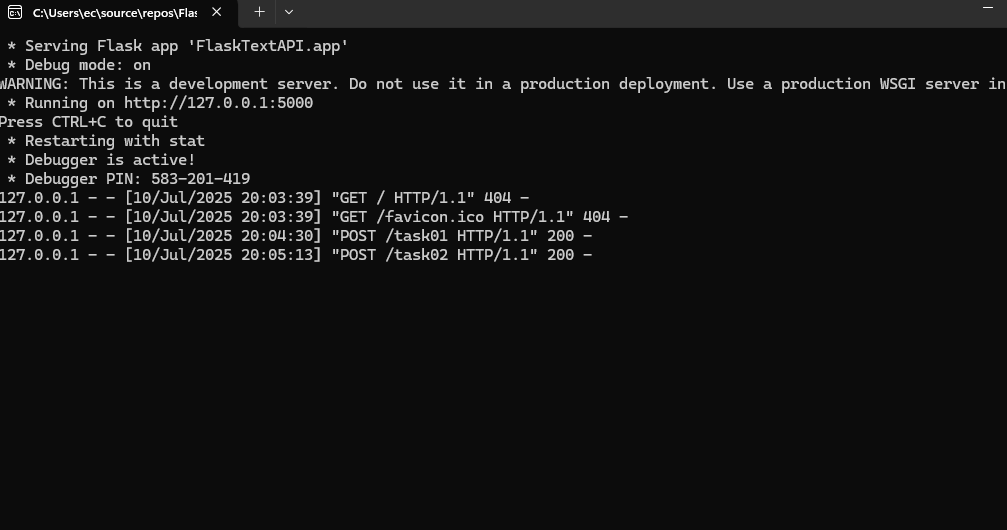 C:\Users\ec\source\repos\Flas
* Serving Flask app 'FlaskTextAPI.app'
* Debug mode: on
WARNING: This is a development server. Do not use it in a production deployment. Use a production WSGI server in
* Running on http://127.0.0.1:5000
Press CTRL+C to quit
* Restarting with stat
* Debugger is active!
* Debugger PIN: 583-201-419
127.0.0.1 - - [10/Jul/2025 20:03:39] "GET / HTTP/1.1" 404 -
127.0.0.1 - - [10/Jul/2025 20:03:39] "GET /favicon.ico HTTP/1.1" 404 -
127.0.0.1 - - [10/Jul/2025 20:04:30] "POST /task01 HTTP/1.1" 200 -
127.0.0.1 - - [10/Jul/2025 20:05:13] "POST /task02 HTTP/1.1" 200 -